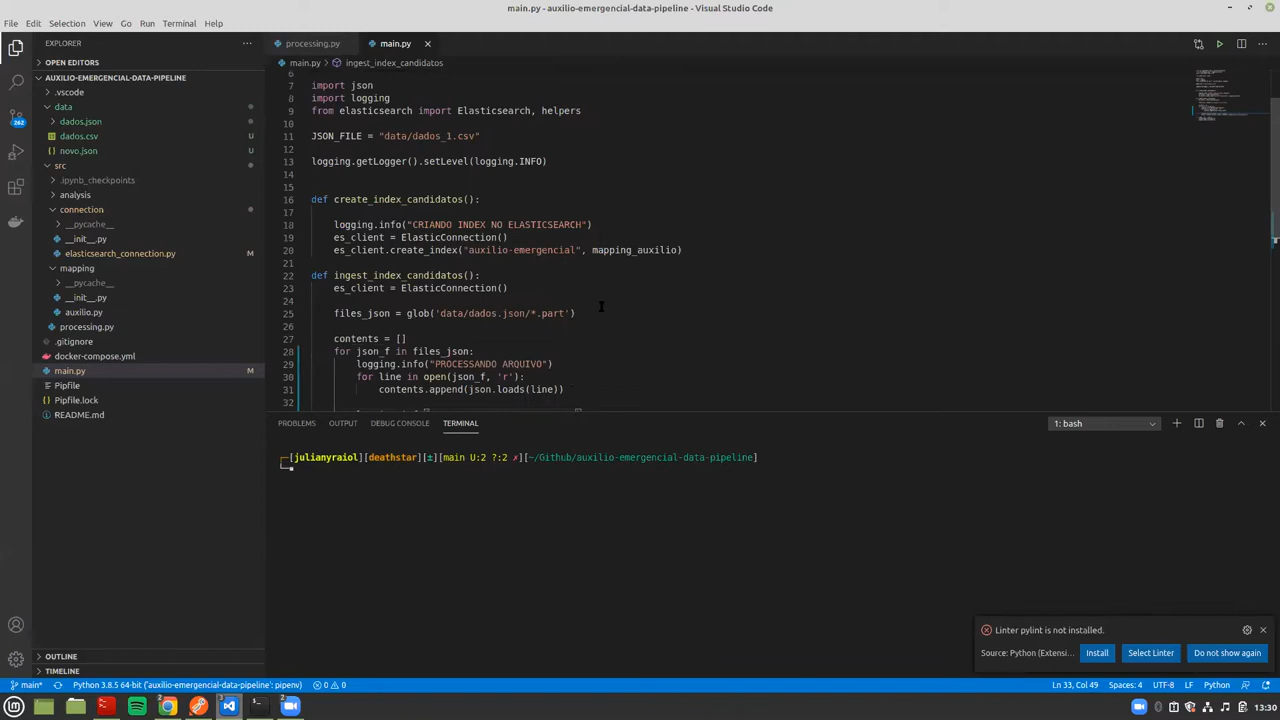 main.py - auxilio-emergencial-data-pipeline - Visual Studio Code
File Edit Selection View Go Run Terminal Help
EXPLORER
OPEN EDITORS
AUXILIO-EMERGENCIAL-DATA-PIPELINE
.vscode
data
dados.json
dados.csv U
novo.json U
src
.ipynb_checkpoints
analysis
connection
__pycache__
__init__.py
elasticsearch_connection.py M
mapping
__pycache__
__init__.py
auxilio.py
processing.py
.gitignore
docker-compose.yml
main.py M
Pipfile
Pipfile.lock
README.md
OUTLINE
TIMELINE
262
processing.py main.py
main.py > ingest_index_candidatos
6
7 import json
8 import logging
9 from elasticsearch import Elasticsearch, helpers
10
11 JSON_FILE = "data/dados_1.csv"
12
13 logging.getLogger().setLevel(logging.INFO)
14
15
16 def create_index_candidatos():
17
18 logging.info("CRIANDO INDEX NO ELASTICSEARCH")
19 es_client = ElasticConnection()
20 es_client.create_index("auxilio-emergencial", mapping_auxilio)
21
22 def ingest_index_candidatos():
23 es_client = ElasticConnection()
24
25 files_json = glob('data/dados.json/*.part')
26
27 contents = []
28 for json_f in files_json:
29 logging.info("PROCESSANDO ARQUIVO")
30 for line in open(json_f, 'r'):
31 contents.append(json.loads(line))
32
PROBLEMS OUTPUT DEBUG CONSOLE TERMINAL 1: bash
[julianyraiol][deathstar][±][main U:2 ?:2 ✗][~/Github/auxilio-emergencial-data-pipeline]
Linter pylint is not installed.
Source: Python (Extensi... Install Select Linter Do not show again
main* Python 3.8.5 64-bit ('auxilio-emergencial-data-pipeline': pipenv) 0 0 Ln 33, Col 49 Spaces: 4 UTF-8 LF Python
2 3 2 13:30